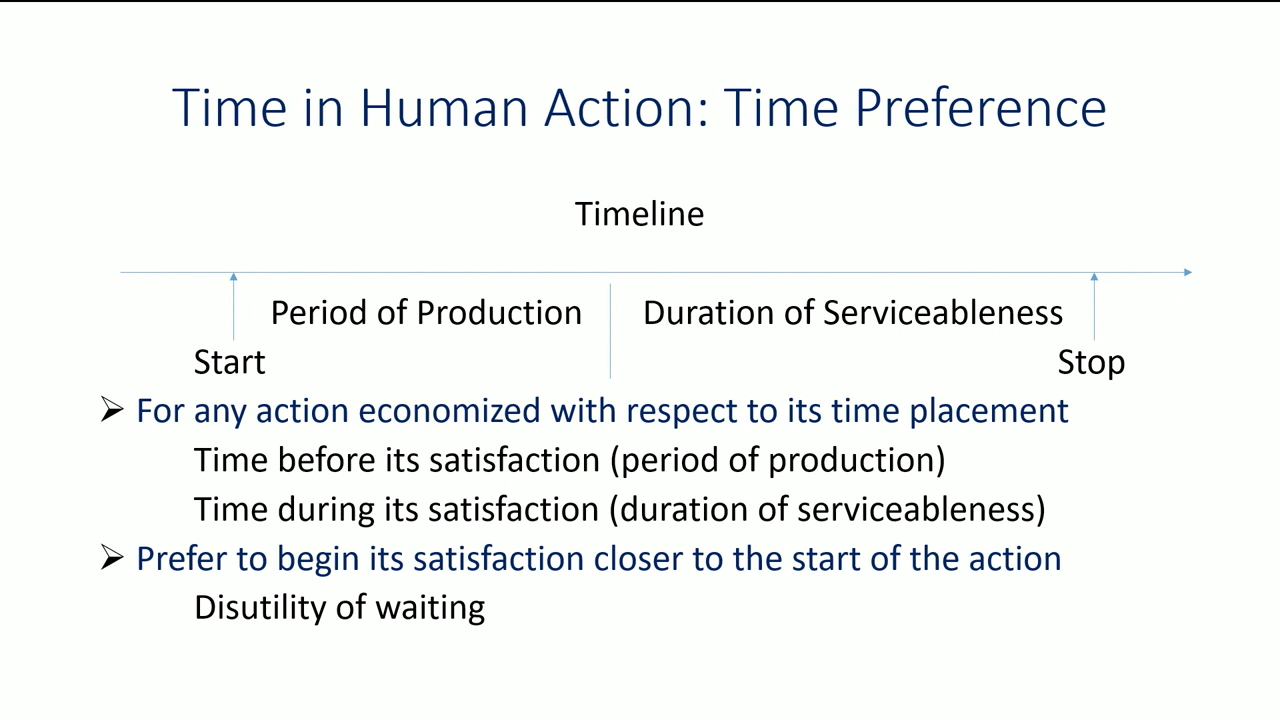 Time in Human Action: Time Preference
Timeline
Period of Production
Duration of Serviceableness
Start
Stop
For any action economized with respect to its time placement
Time before its satisfaction (period of production)
Time during its satisfaction (duration of serviceableness)
Prefer to begin its satisfaction closer to the start of the action
Disutility of waiting